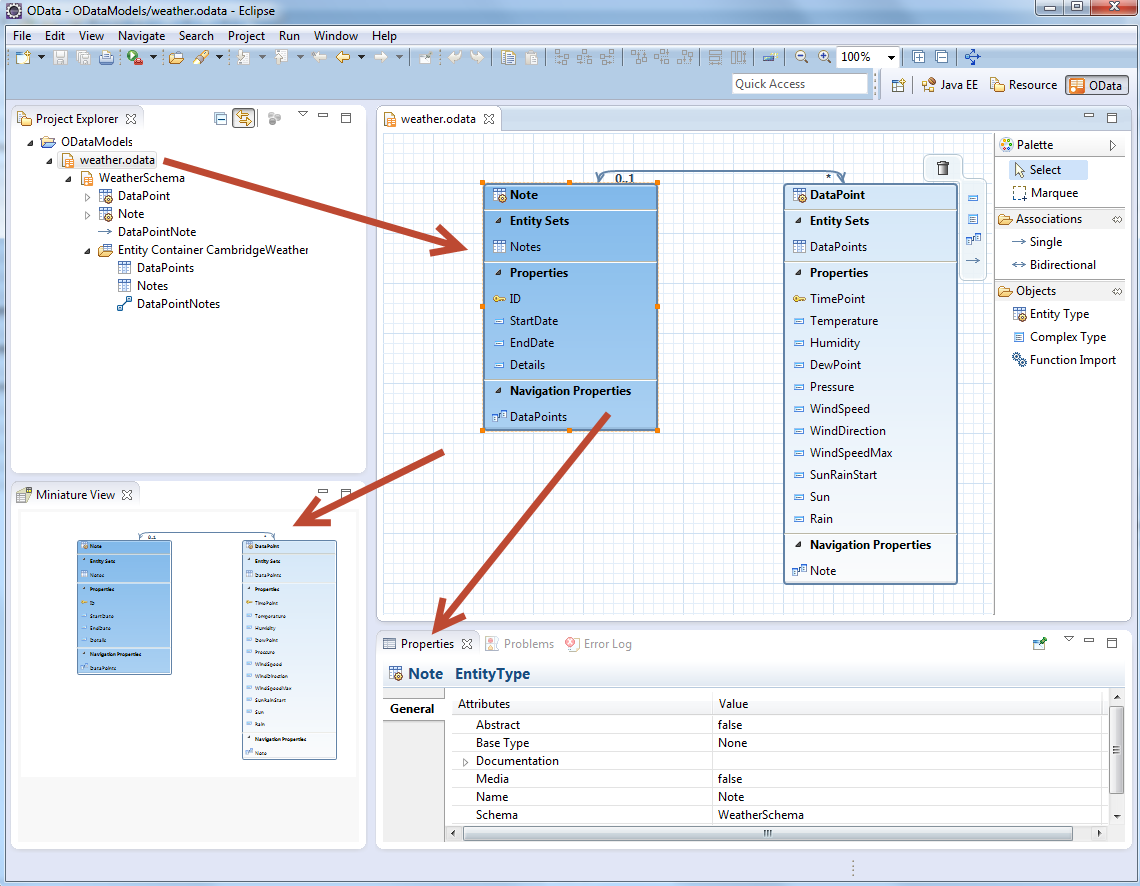 OData - ODataModels/weather.odata - Eclipse
File Edit View Navigate Search Project Run Window Help
100%
Quick Access
Java EE Resource OData
Project Explorer
ODataModels
weather.odata
WeatherSchema
DataPoint
Note
DataPointNote
Entity Container CambridgeWeather
DataPoints
Notes
DataPointNotes
weather.odata
0..1 *
Note
Entity Sets
Notes
Properties
ID
StartDate
EndDate
Details
Navigation Properties
DataPoints
DataPoint
Entity Sets
DataPoints
Properties
TimePoint
Temperature
Humidity
DewPoint
Pressure
WindSpeed
WindDirection
WindSpeedMax
SunRainStart
Sun
Rain
Navigation Properties
Note
Palette
Select
Marquee
Associations
Single
Bidirectional
Objects
Entity Type
Complex Type
Function Import
Miniature View
0..1 *
Note
Entity Sets
Notes
Properties
ID
StartDate
EndDate
Details
Navigation Properties
DataPoints
DataPoint
Entity Sets
DataPoints
Properties
TimePoint
Temperature
Humidity
DewPoint
Pressure
WindSpeed
WindDirection
WindSpeedMax
SunRainStart
Sun
Rain
Navigation Properties
Note
Properties Problems Error Log
Note EntityType
General
Attributes Value
Abstract false
Base Type None
Documentation
Media false
Name Note
Schema WeatherSchema